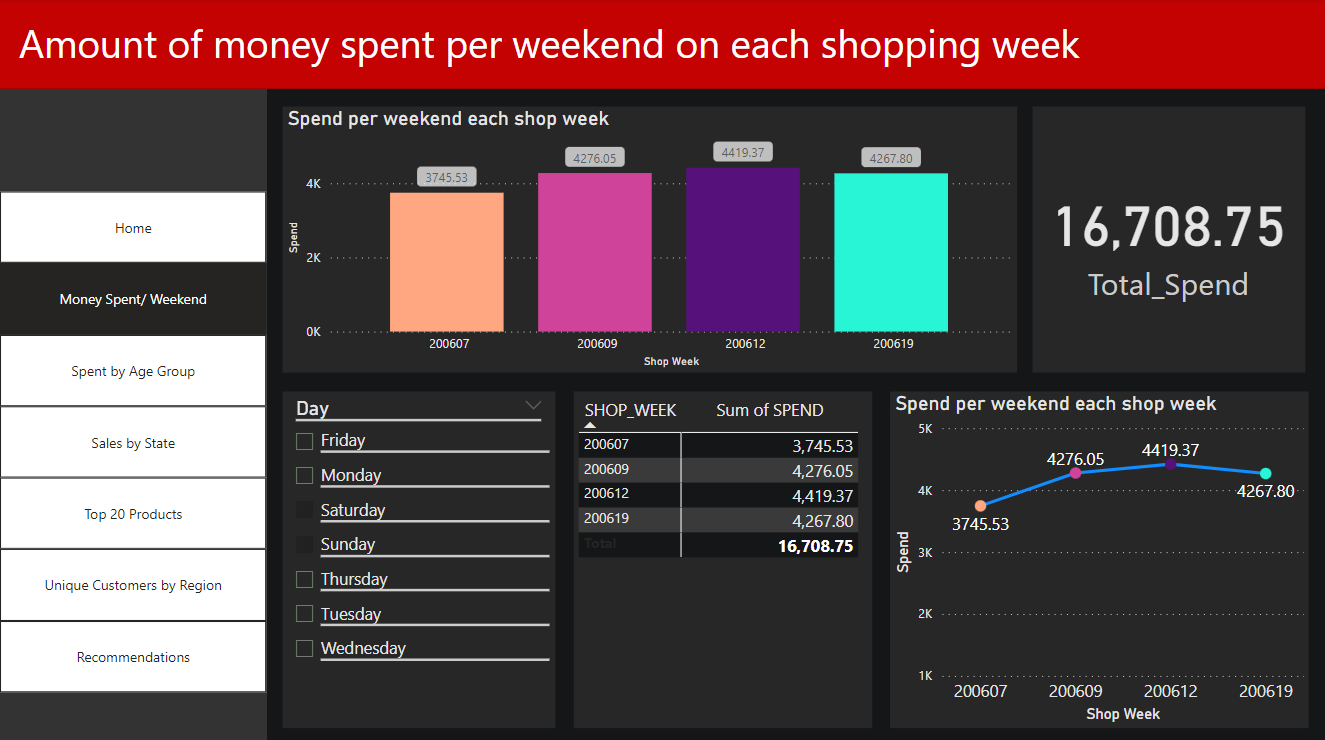 Amount of money spent per weekend on each shopping week
Home
Money Spent/ Weekend
Spent by Age Group
Sales by State
Top 20 Products
Unique Customers by Region
Recommendations
Spend per weekend each shop week
Spend
4K
2K
0K
3745.53
4276.05
4419.37
4267.80
200607
200609
200612
200619
Shop Week
16,708.75
Total_Spend
Day
Friday
Monday
Saturday
Sunday
Thursday
Tuesday
Wednesday
SHOP_WEEK Sum of SPEND
200607 3,745.53
200609 4,276.05
200612 4,419.37
200619 4,267.80
Total 16,708.75
Spend per weekend each shop week
Spend
5K
4K
3K
2K
1K
3745.53
4276.05
4419.37
4267.80
200607
200609
200612
200619
Shop Week